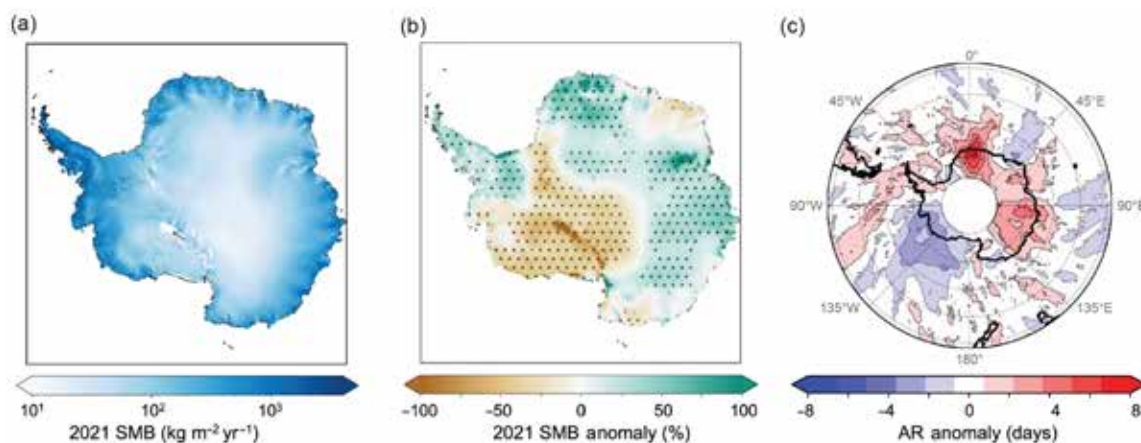 (a)
(b)
(c)
0°
45°W
45°E
90°W
90°E
135°W
135°E
180°
10¹ 10² 10³
2021 SMB (kg m⁻² yr⁻¹)
−100 −50 0 50 100
2021 SMB anomaly (%)
−8 −4 0 4 8
AR anomaly (days)